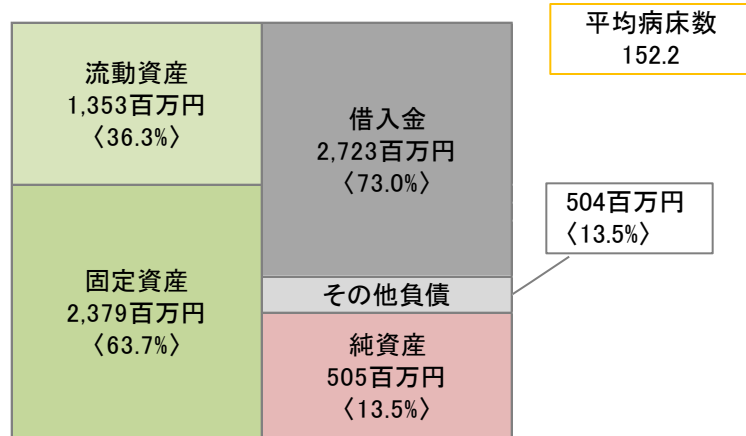 流動資産
1,353百万円
〈36.3%〉
固定資産
2,379百万円
〈63.7%〉
借入金
2,723百万円
〈73.0%〉
その他負債
純資産
505百万円
〈13.5%〉
平均病床数
152.2
504百万円
〈13.5%〉